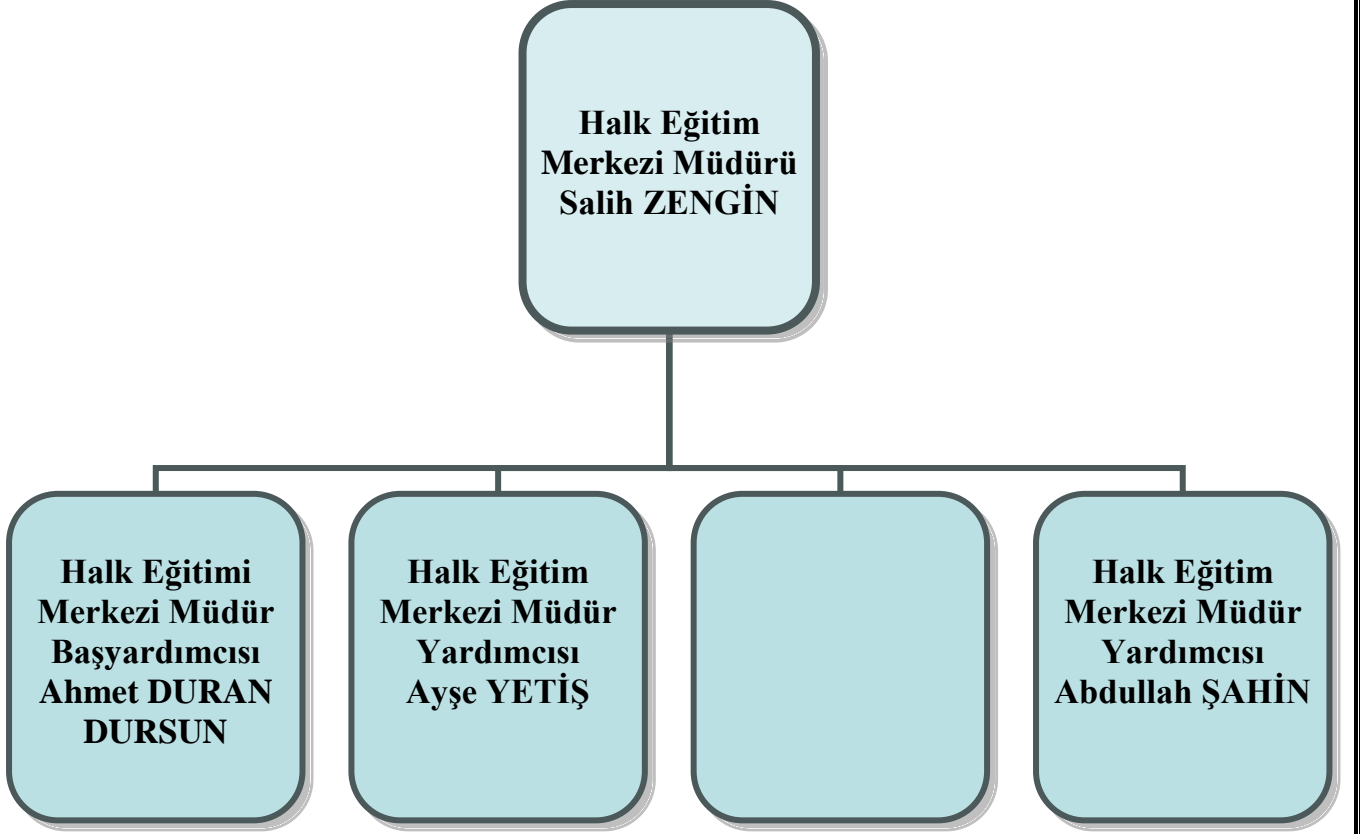 Halk Eğitim
Merkezi Müdürü
Salih ZENGİN
Halk Eğitimi
Merkezi Müdür
Başyardımcısı
Ahmet DURAN
DURSUN
Halk Eğitim
Merkezi Müdür
Yardımcısı
Ayşe YETİŞ
Halk Eğitim
Merkezi Müdür
Yardımcısı
Abdullah ŞAHİN